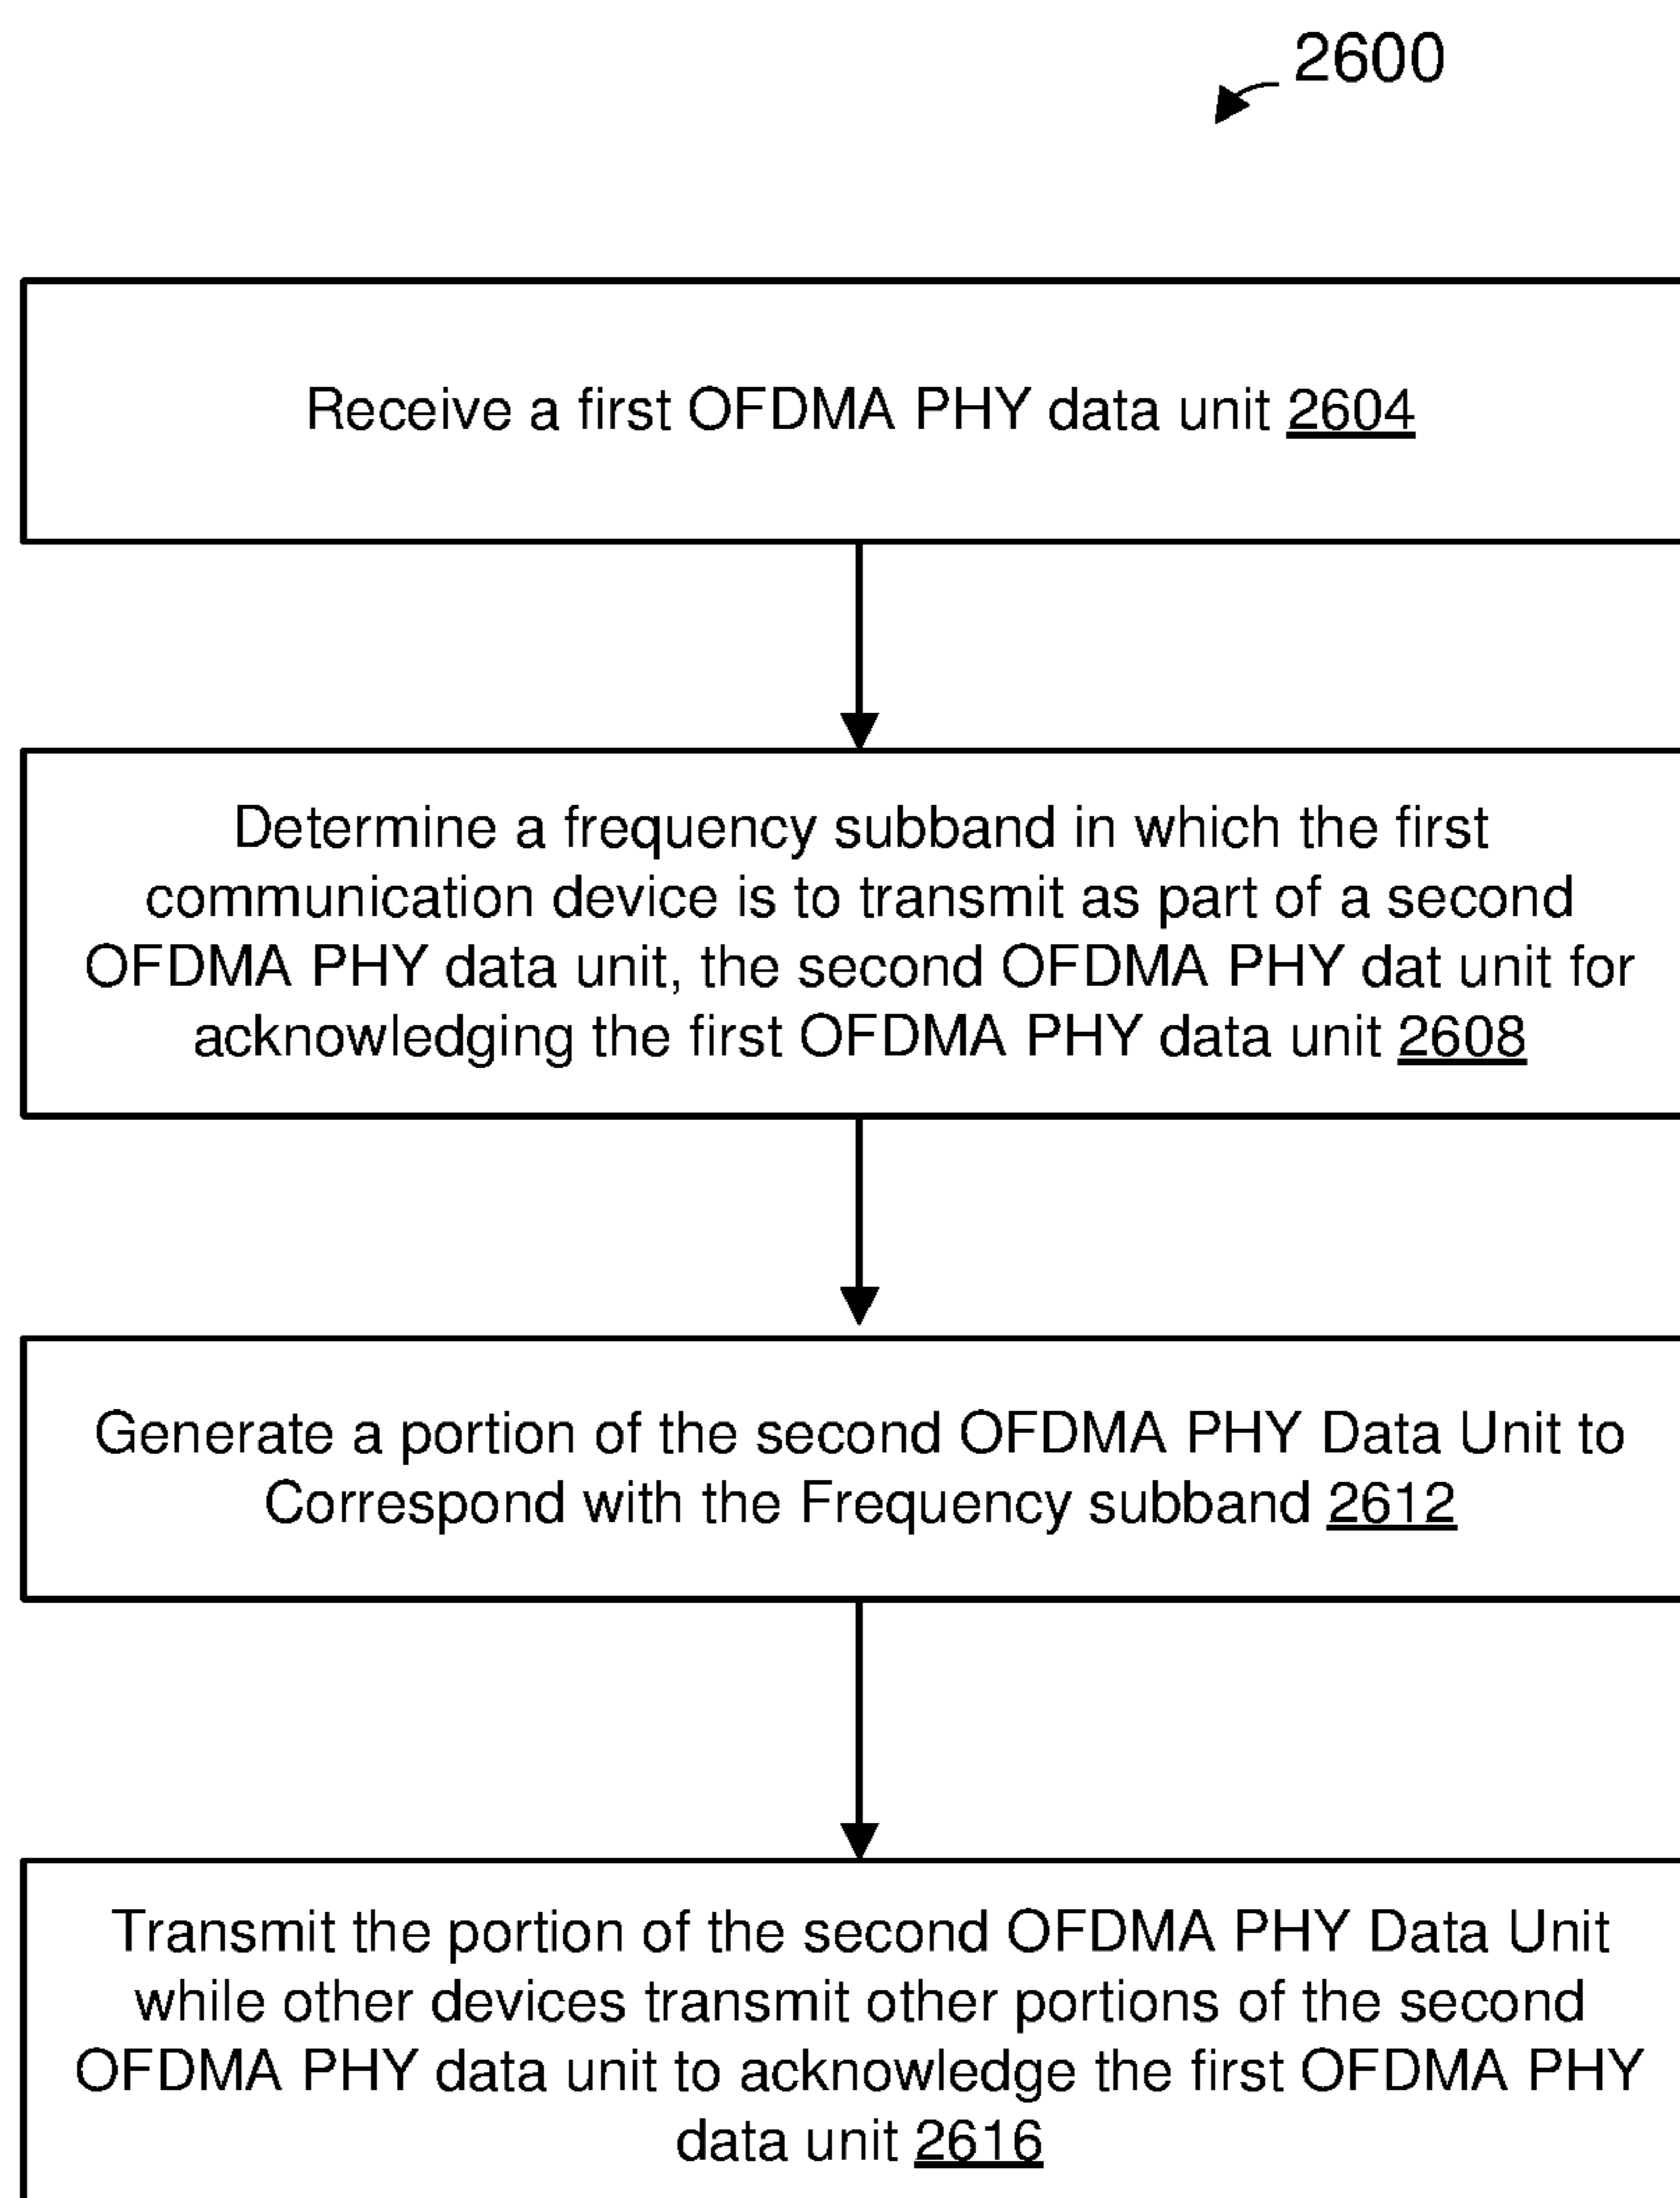 2600
Receive a first OFDMA PHY data unit 2604
Determine a frequency subband in which the first
communication device is to transmit as part of a second
OFDMA PHY data unit, the second OFDMA PHY dat unit for
acknowledging the first OFDMA PHY data unit 2608
Generate a portion of the second OFDMA PHY Data Unit to
Correspond with the Frequency subband 2612
Transmit the portion of the second OFDMA PHY Data Unit
while other devices transmit other portions of the second
OFDMA PHY data unit to acknowledge the first OFDMA PHY
data unit 2616